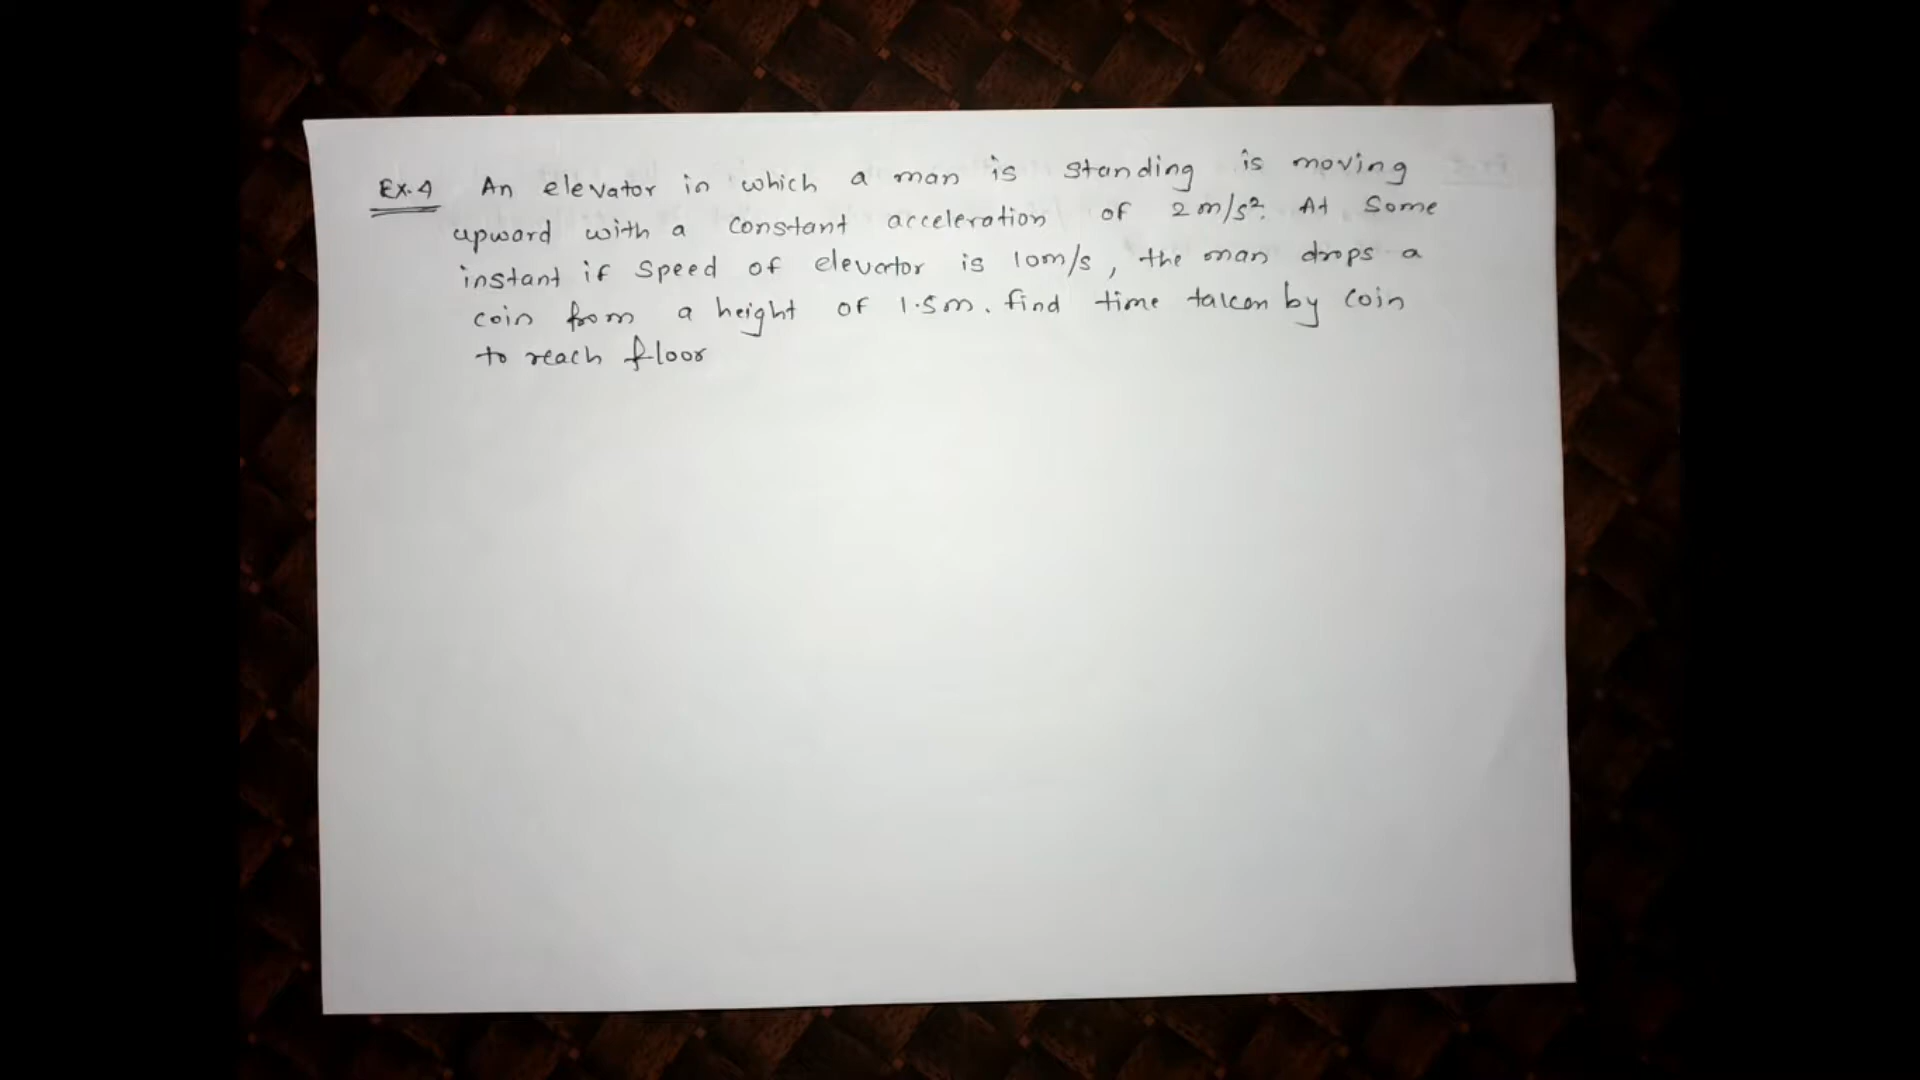 Ex.4 An elevator in which a man is standing is moving
upward with a constant acceleration of 2m/s². At some
instant if speed of elevator is 10m/s, the man drops a
coin from a height of 1.5m. find time taken by coin
to reach floor